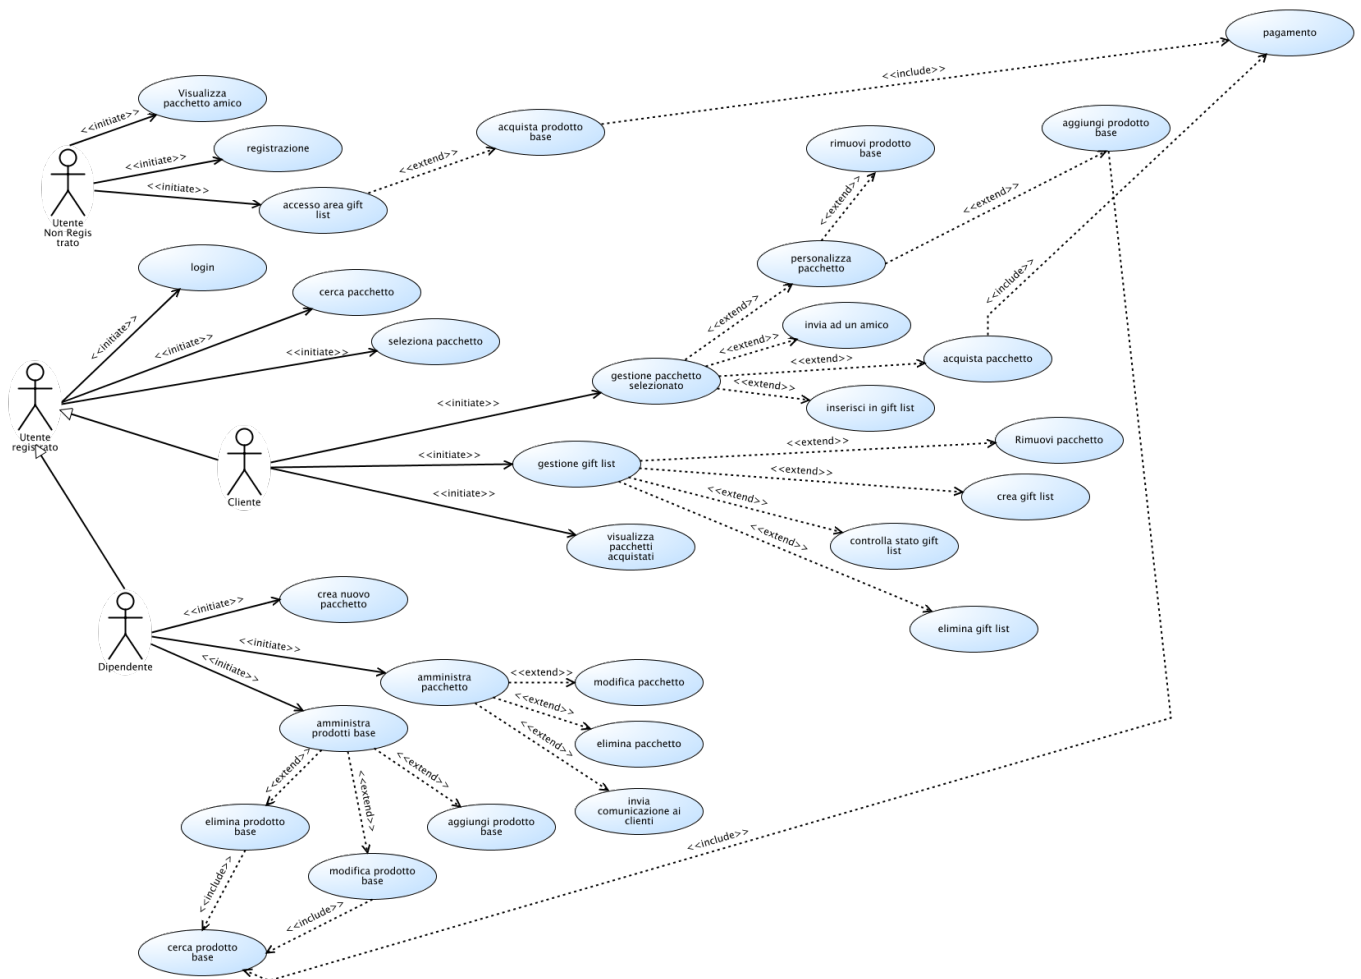 pagamento
<<include>>
Visualizza
pacchetto amico
<<initiate>>
acquista prodotto
base
aggiungi prodotto
base
rimuovi prodotto
base
registrazione
<<initiate>>
<<extend>>
<<initiate>>
accesso area gift
list
Utente
Non Regis
trato
<<extend>>
<<extend>>
login
personalizza
pacchetto
<<include>>
cerca pacchetto
<<initiate>>
<<initiate>>
<<extend>>
invia ad un amico
seleziona pacchetto
<<initiate>>
<<extend>>
<<extend>>
acquista pacchetto
gestione pacchetto
selezionato
<<extend>>
inserisci in gift list
<<initiate>>
Utente
registrato
<<extend>>
Rimuovi pacchetto
<<initiate>>
gestione gift list
<<extend>>
crea gift list
Cliente
<<initiate>>
<<extend>>
controlla stato gift
list
<<extend>>
visualizza
pacchetti
acquistati
crea nuovo
pacchetto
<<initiate>>
elimina gift list
Dipendente
<<initiate>>
<<initiate>>
amministra
pacchetto
<<extend>>
modifica pacchetto
<<extend>>
elimina pacchetto
<<extend>>
amministra
prodotti base
<<extend>>
<<extend>>
<<extend>>
invia
comunicazione ai
clienti
elimina prodotto
base
aggiungi prodotto
base
<<include>>
modifica prodotto
base
<<include>>
<<include>>
cerca prodotto
base